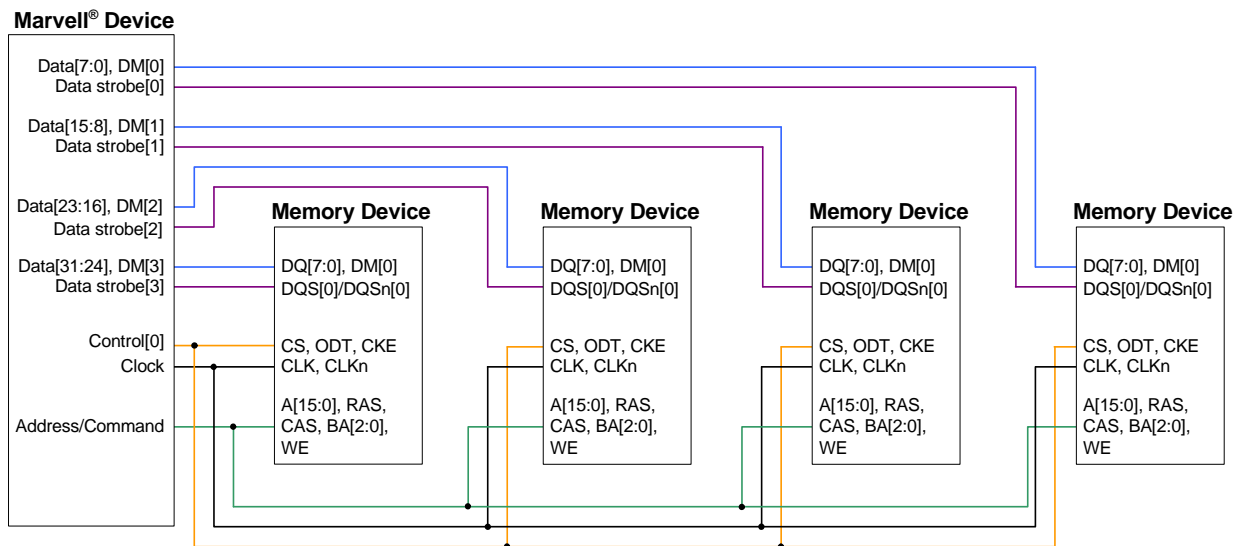 Marvell® Device
Data[7:0], DM[0]
Data strobe[0]
Data[15:8], DM[1]
Data strobe[1]
Data[23:16], DM[2]
Data strobe[2]
Data[31:24], DM[3]
Data strobe[3]
Control[0]
Clock
Address/Command
Memory Device
DQ[7:0], DM[0]
DQS[0]/DQSn[0]
CS, ODT, CKE
CLK, CLKn
A[15:0], RAS,
CAS, BA[2:0],
WE
Memory Device
DQ[7:0], DM[0]
DQS[0]/DQSn[0]
CS, ODT, CKE
CLK, CLKn
A[15:0], RAS,
CAS, BA[2:0],
WE
Memory Device
DQ[7:0], DM[0]
DQS[0]/DQSn[0]
CS, ODT, CKE
CLK, CLKn
A[15:0], RAS,
CAS, BA[2:0],
WE
Memory Device
DQ[7:0], DM[0]
DQS[0]/DQSn[0]
CS, ODT, CKE
CLK, CLKn
A[15:0], RAS,
CAS, BA[2:0],
WE